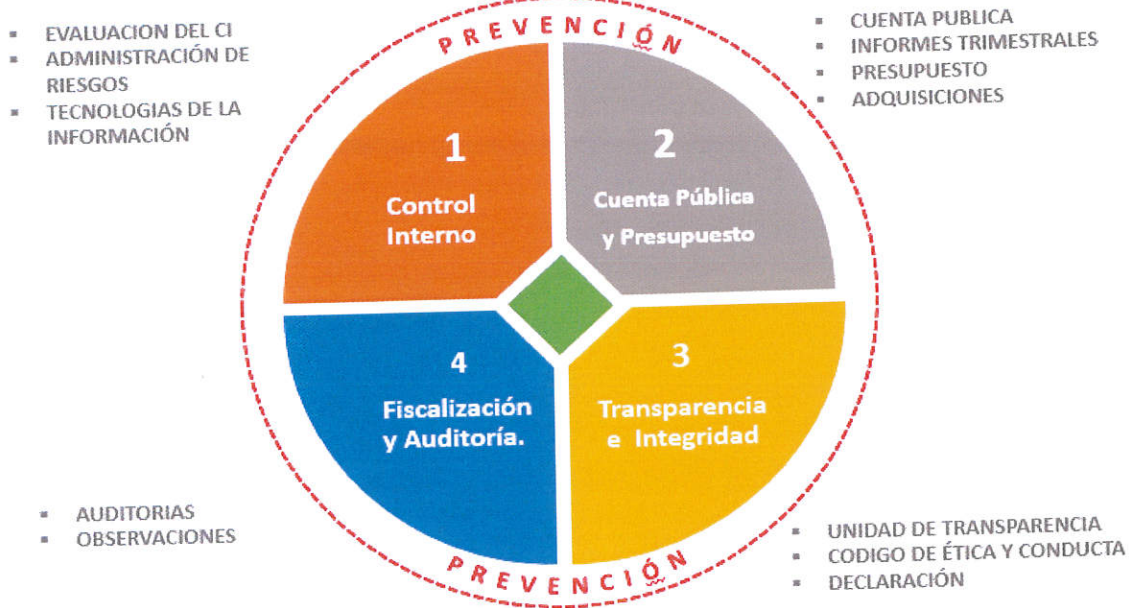 PREVENCIÓN
▪ EVALUACION DEL CI
▪ ADMINISTRACIÓN DE
RIESGOS
▪ TECNOLOGIAS DE LA
INFORMACIÓN
▪ CUENTA PUBLICA
▪ INFORMES TRIMESTRALES
▪ PRESUPUESTO
▪ ADQUISICIONES
1
Control
Interno
2
Cuenta Pública
y Presupuesto
4
Fiscalización
y Auditoría.
3
Transparencia
e Integridad
▪ AUDITORIAS
▪ OBSERVACIONES
▪ UNIDAD DE TRANSPARENCIA
▪ CODIGO DE ÉTICA Y CONDUCTA
▪ DECLARACIÓN
PREVENCIÓN